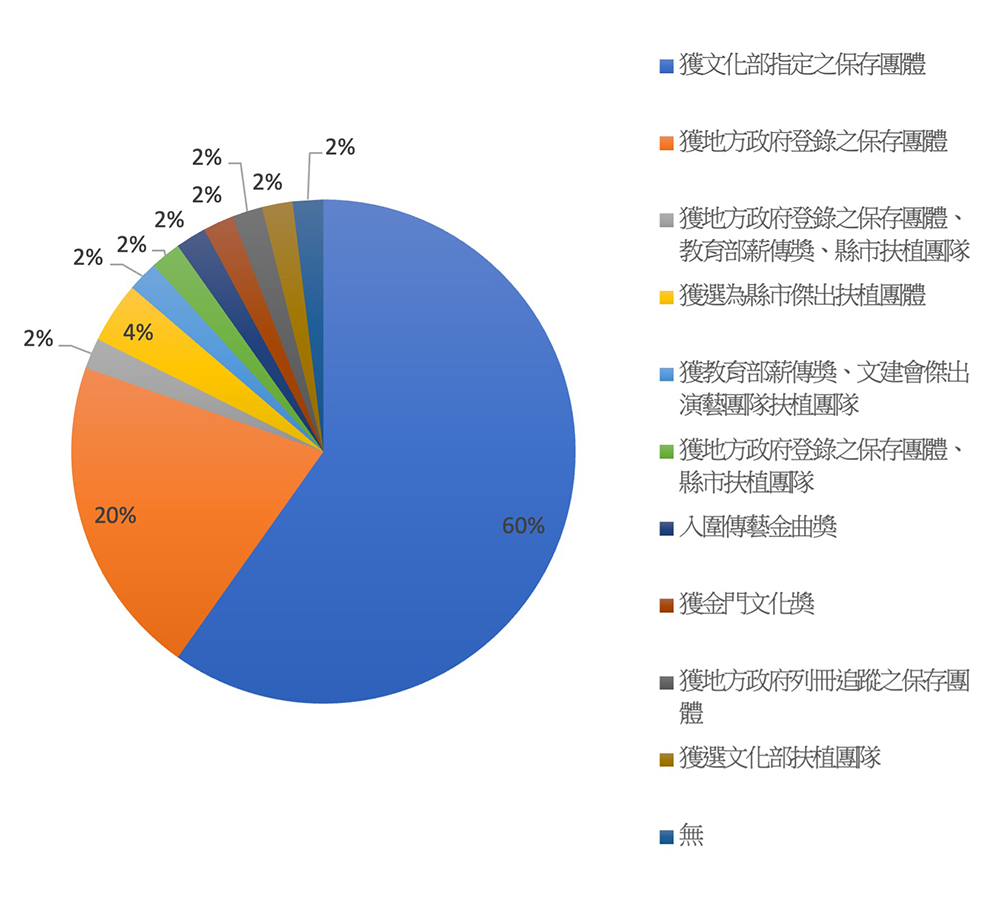 獲文化部指定之保存團體
獲地方政府登錄之保存團體
獲地方政府登錄之保存團體、
教育部薪傳獎、縣市扶植團隊
獲選為縣市傑出扶植團體
獲教育部薪傳獎、文建會傑出
演藝團隊扶植團隊
獲地方政府登錄之保存團體、
縣市扶植團隊
入圍傳藝金曲獎
獲金門文化獎
獲地方政府列冊追蹤之保存團
體
獲選文化部扶植團隊
無
60%
20%
2%
4%
2%
2%
2%
2%
2%
2%
2%